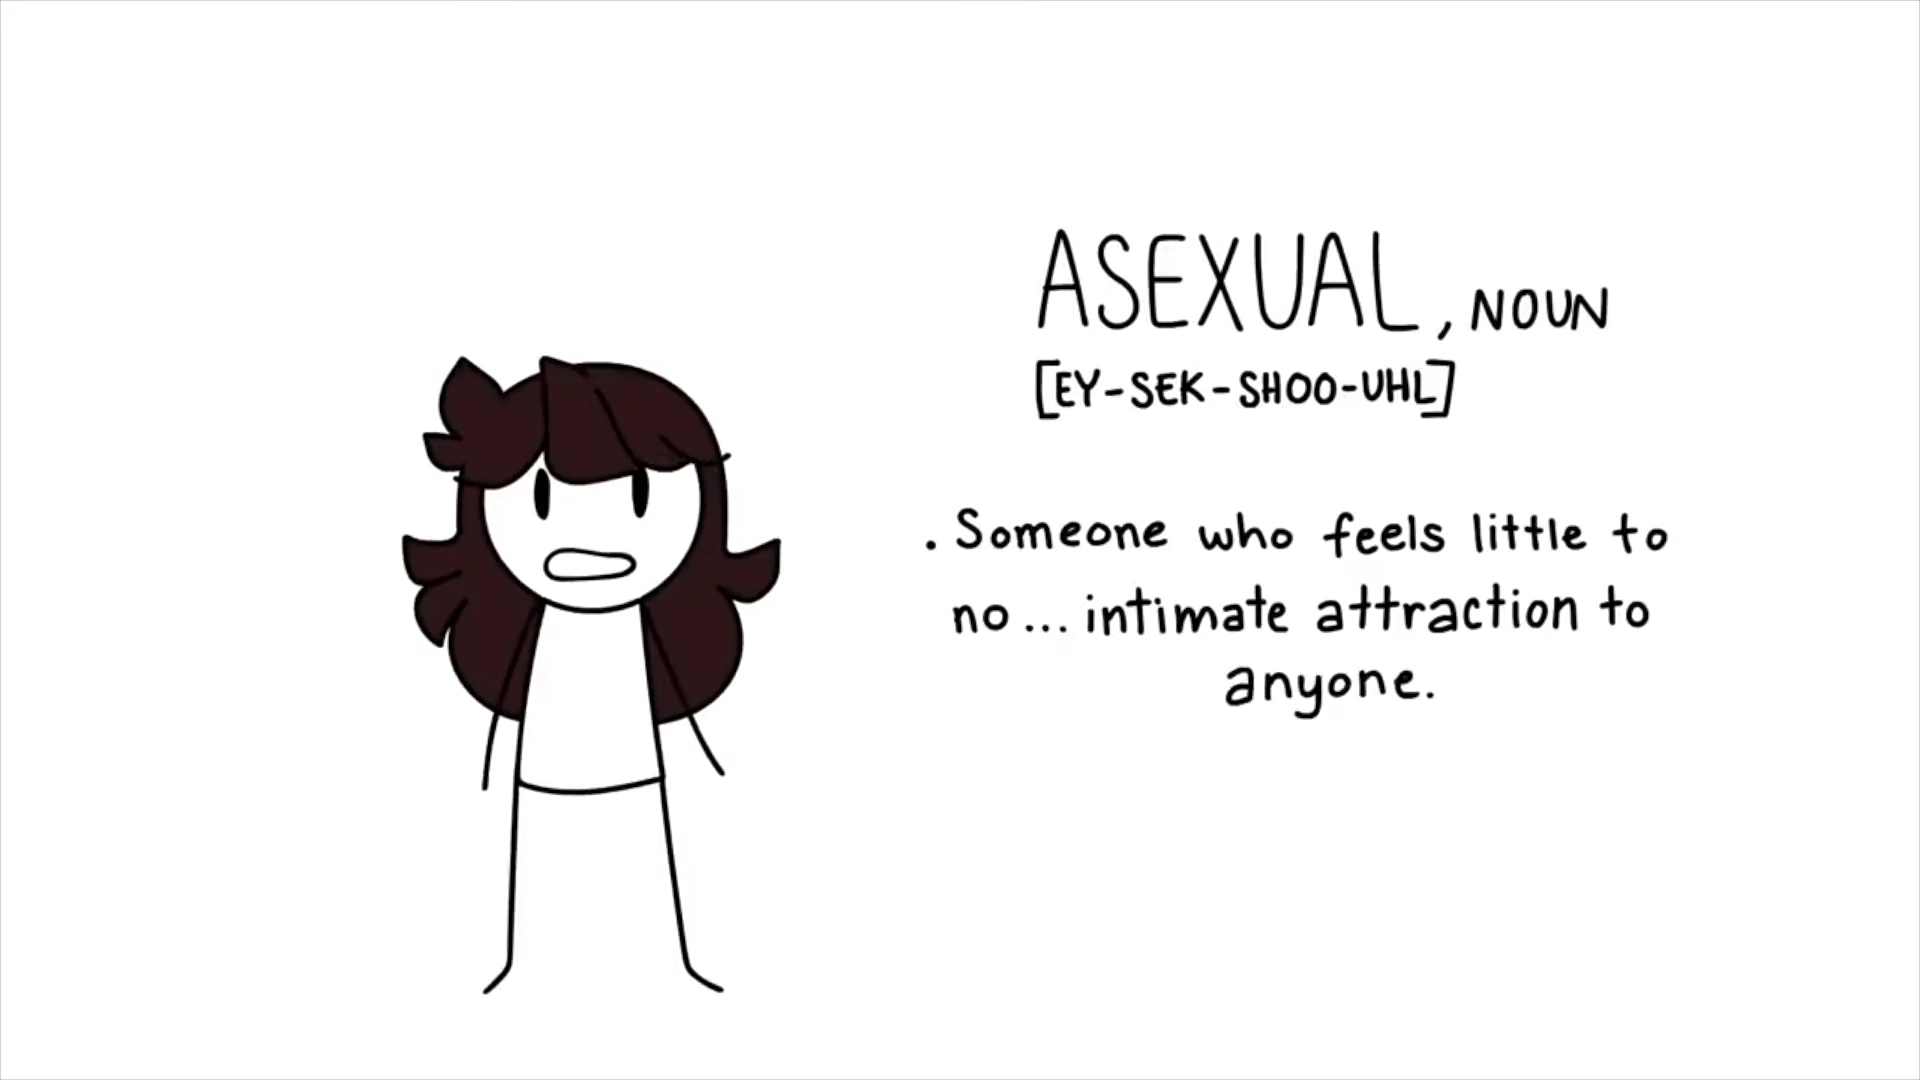 ASEXUAL, NOUN
[EY-SEK-SHOO-UHL]
. Someone who feels little to
no... intimate attraction to
anyone.